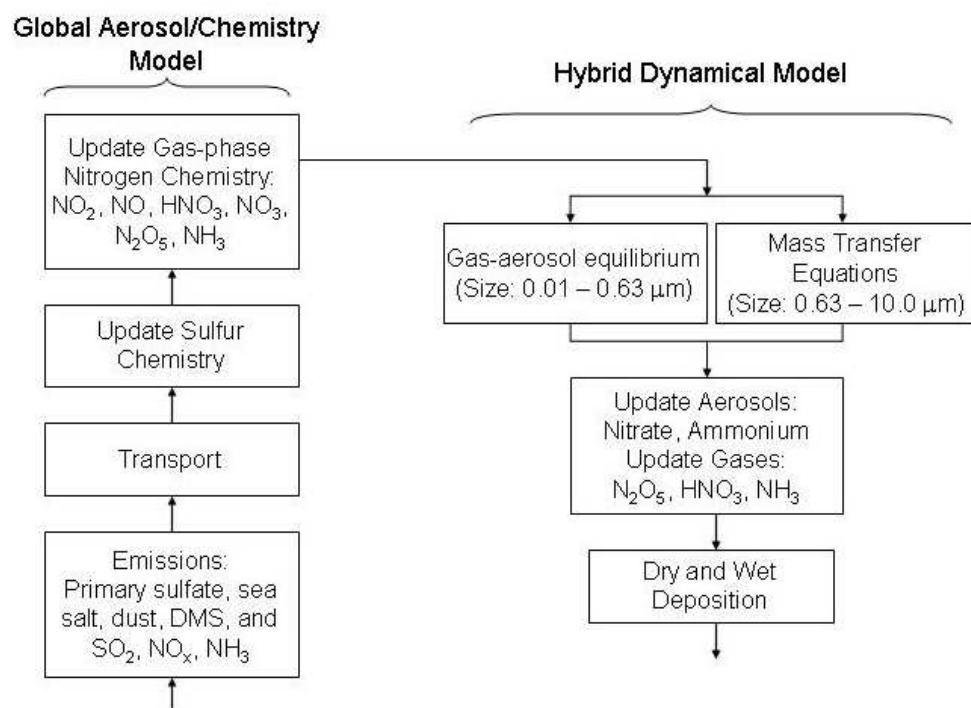 Global Aerosol/Chemistry
Model
Update Gas-phase
Nitrogen Chemistry:
NO₂, NO, HNO₃, NO₃,
N₂O₅, NH₃
Update Sulfur
Chemistry
Transport
Emissions:
Primary sulfate, sea
salt, dust, DMS, and
SO₂, NOₓ, NH₃
Hybrid Dynamical Model
Gas-aerosol equilibrium
(Size: 0.01 – 0.63 μm)
Mass Transfer
Equations
(Size: 0.63 – 10.0 μm)
Update Aerosols:
Nitrate, Ammonium
Update Gases:
N₂O₅, HNO₃, NH₃
Dry and Wet
Deposition